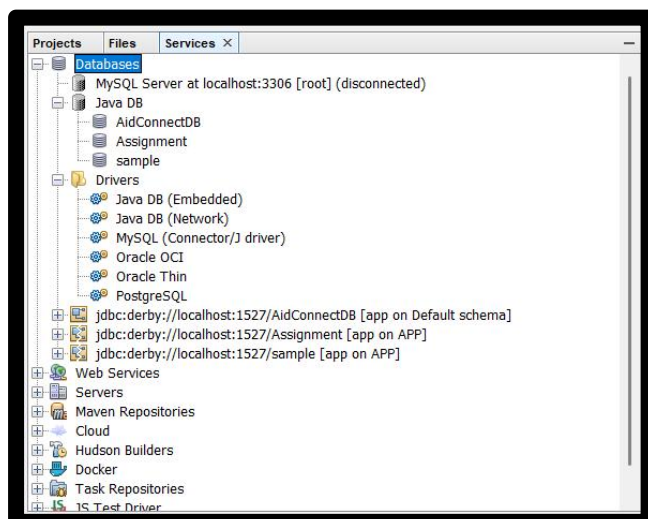 Projects Files Services ×
Databases
MySQL Server at localhost:3306 [root] (disconnected)
Java DB
AidConnectDB
Assignment
sample
Drivers
Java DB (Embedded)
Java DB (Network)
MySQL (Connector/J driver)
Oracle OCI
Oracle Thin
PostgreSQL
jdbc:derby://localhost:1527/AidConnectDB [app on Default schema]
jdbc:derby://localhost:1527/Assignment [app on APP]
jdbc:derby://localhost:1527/sample [app on APP]
Web Services
Servers
Maven Repositories
Cloud
Hudson Builders
Docker
Task Repositories
JS Test Driver